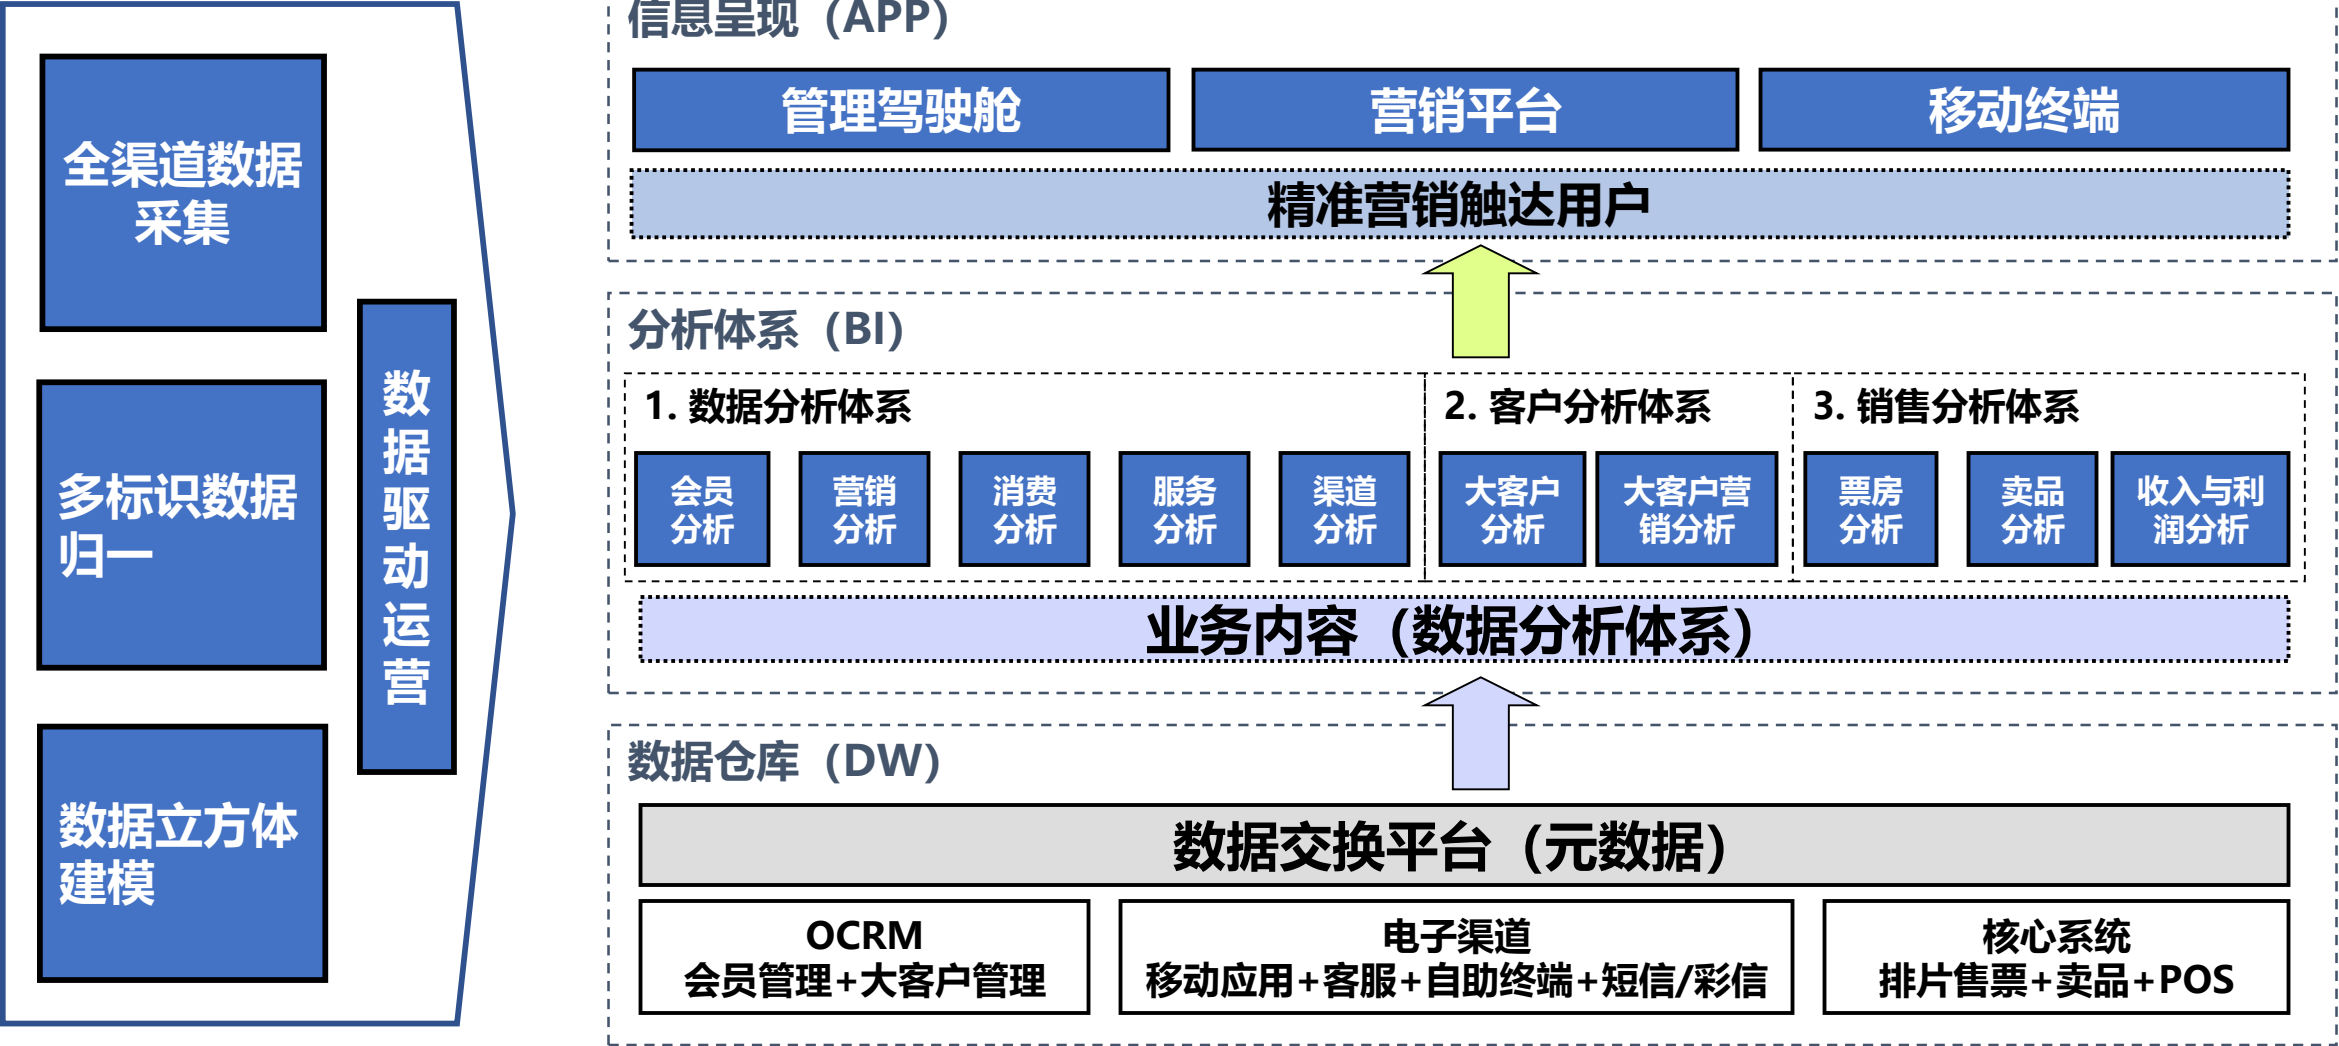 全渠道数据
采集
多标识数据
归一
数据立方体
建模
数
据
驱
动
运
营
信息呈现（APP）
管理驾驶舱
营销平台
移动终端
精准营销触达用户
分析体系（BI）
1. 数据分析体系
会员
分析
营销
分析
消费
分析
服务
分析
渠道
分析
2. 客户分析体系
大客户
分析
大客户营
销分析
3. 销售分析体系
票房
分析
卖品
分析
收入与利
润分析
业务内容（数据分析体系）
数据仓库（DW）
数据交换平台（元数据）
OCRM
会员管理+大客户管理
电子渠道
移动应用+客服+自助终端+短信/彩信
核心系统
排片售票+卖品+POS